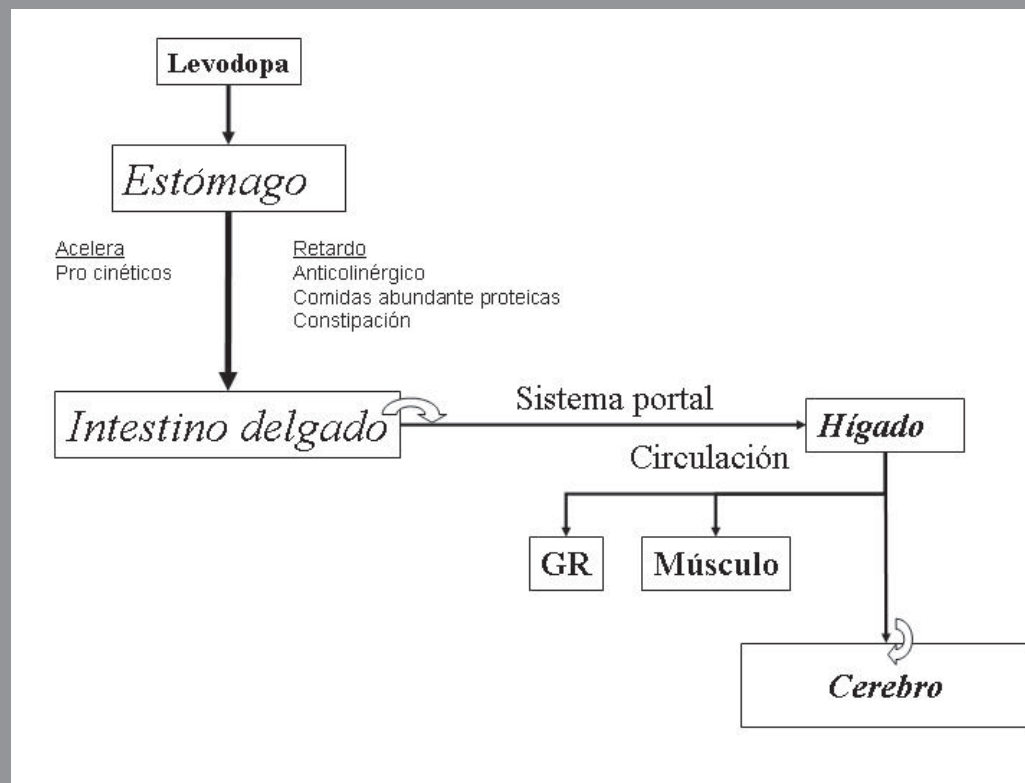 Levodopa
Estómago
Acelera
Pro cinéticos
Retardo
Anticolinérgico
Comidas abundante proteicas
Constipación
Intestino delgado
Sistema portal
Hígado
Circulación
GR
Músculo
Cerebro